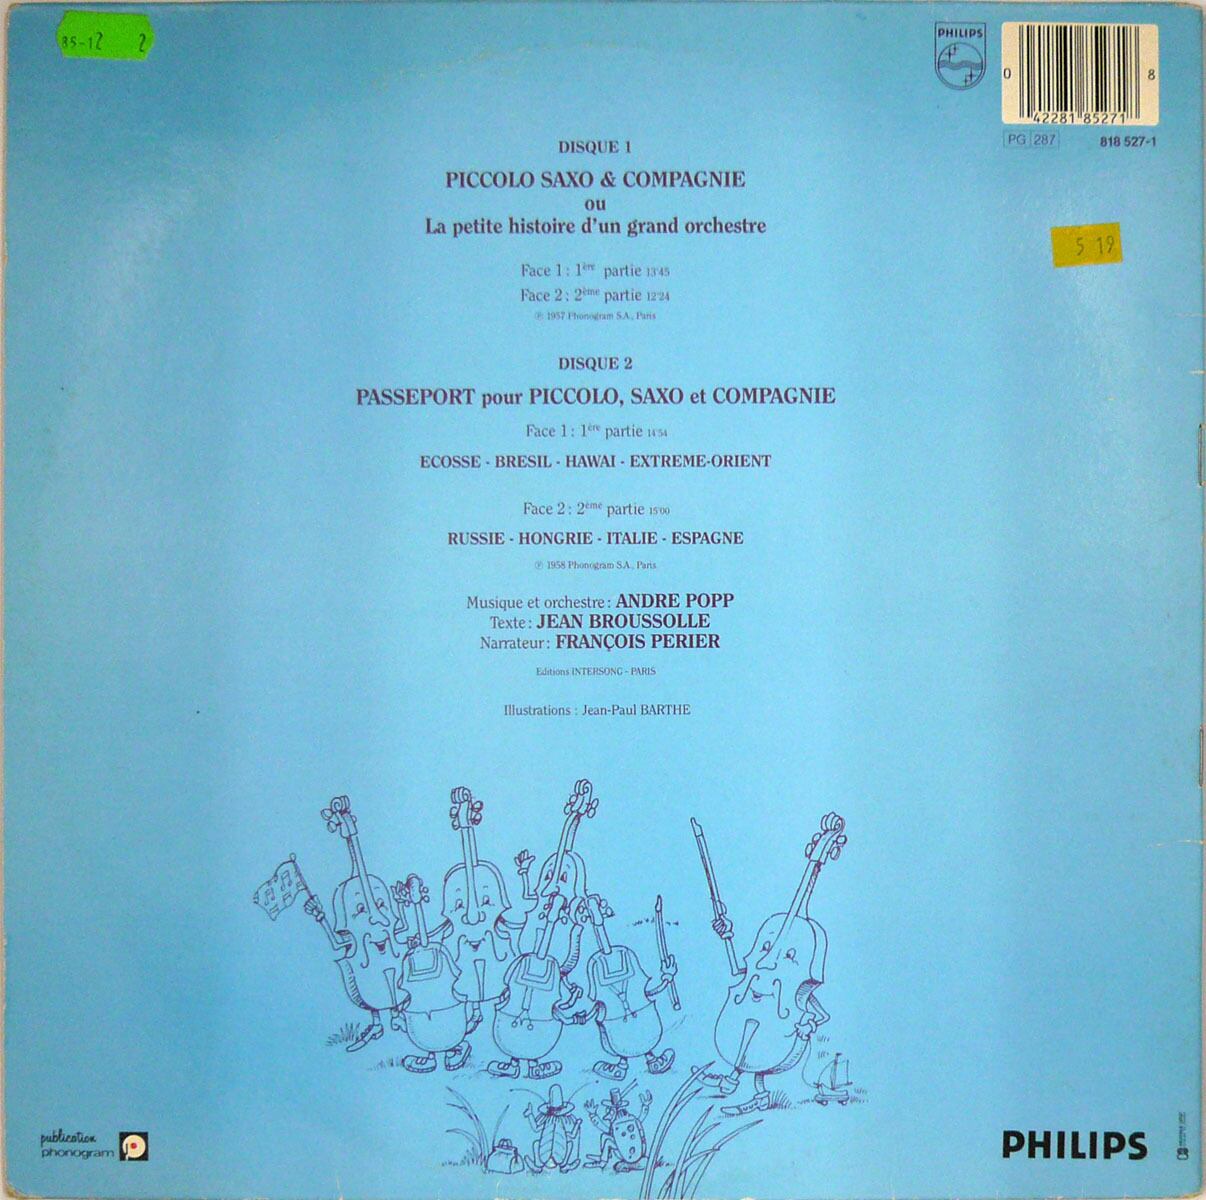 85-12 2
PHILIPS
0 42281 85271 8
PG 287 818 527-1
DISQUE 1
PICCOLO SAXO & COMPAGNIE
ou
La petite histoire d'un grand orchestre
5 19
Face 1 : 1ère partie 13'45
Face 2 : 2ème partie 12'24
℗ 1957 Phonogram S.A., Paris
DISQUE 2
PASSEPORT pour PICCOLO, SAXO et COMPAGNIE
Face 1 : 1ère partie 14'54
ECOSSE - BRESIL - HAWAI - EXTREME-ORIENT
Face 2 : 2ème partie 15'00
RUSSIE - HONGRIE - ITALIE - ESPAGNE
℗ 1958 Phonogram S.A., Paris
Musique et orchestre : ANDRE POPP
Texte : JEAN BROUSSOLLE
Narrateur : FRANÇOIS PERIER
Editions INTERSONG - PARIS
Illustrations : Jean-Paul BARTHE
publication
phonogram
PHILIPS